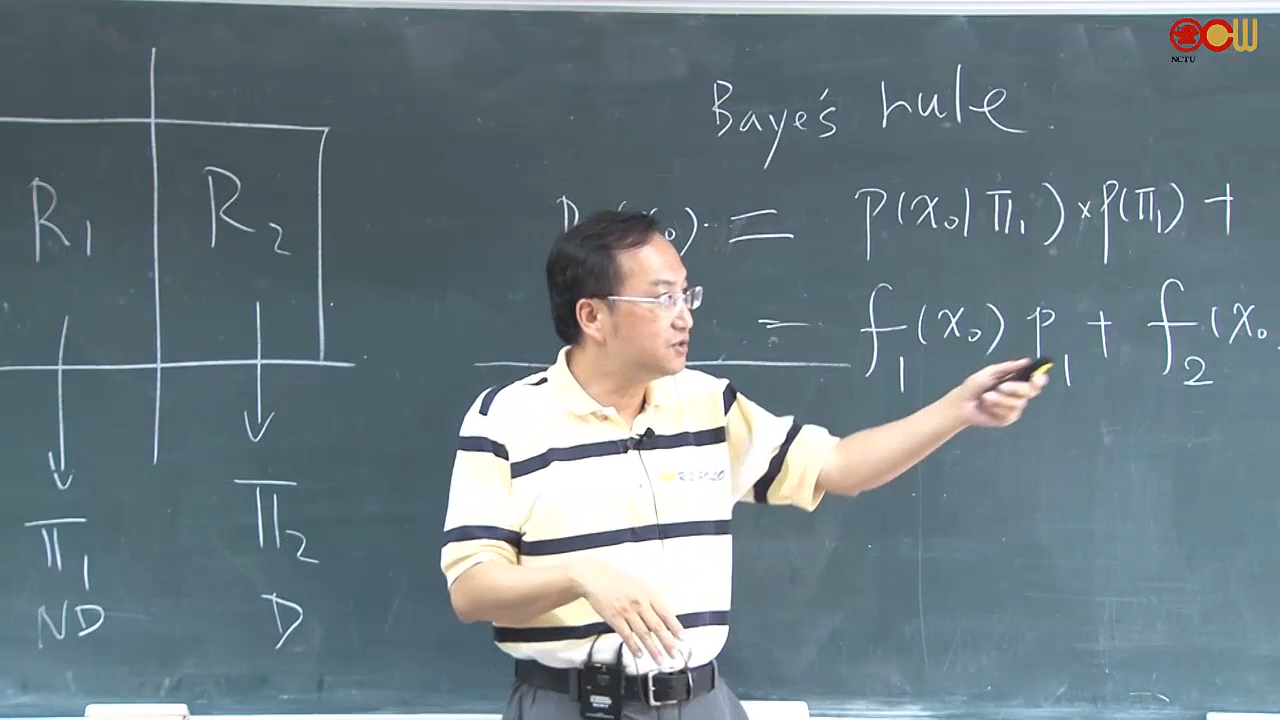 OCW
NCTU
Baye's rule
R1
R2
= p(x0|π1)×p(π1)+
= f1(x0) p1 + f2(x0
π1
π2
ND
D